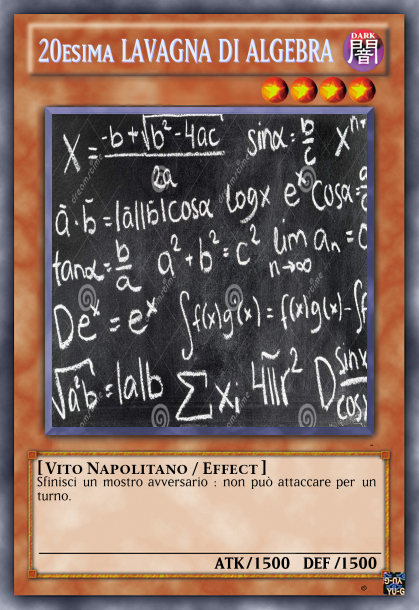 20ESIMA LAVAGNA DI ALGEBRA
DARK
闇
X = -b+√b²-4ac
2a
sinα = b/c
x
ā · b̄ = |ā||b|cosα
logx
eˣ
cosα =
tanα = b/a
a² + b² = c²
lim aₙ =
n→∞
Deˣ = eˣ
∫f(x)g(x) = f(x)g(x) - ∫
√a²b = |a|b
∑ xᵢ
4πr²
D sinx
cos
[ VITO NAPOLITANO / EFFECT ]
Sfinisci un mostro avversario : non può attaccare per un
turno.
ATK/1500 DEF/1500
YU-G